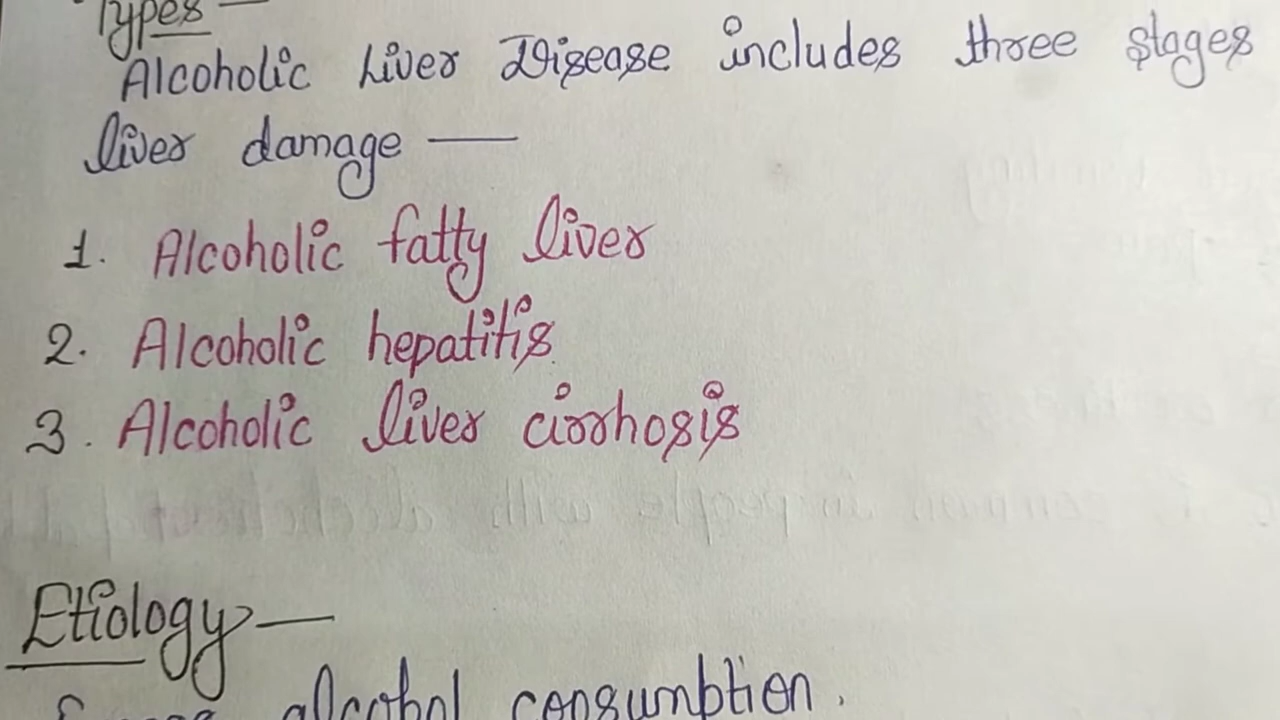 Types —
Alcoholic Liver Disease includes three stages
liver damage —
1. Alcoholic fatty liver
2. Alcoholic hepatitis
3. Alcoholic liver cirrhosis
Etiology —
alcohol consumption.